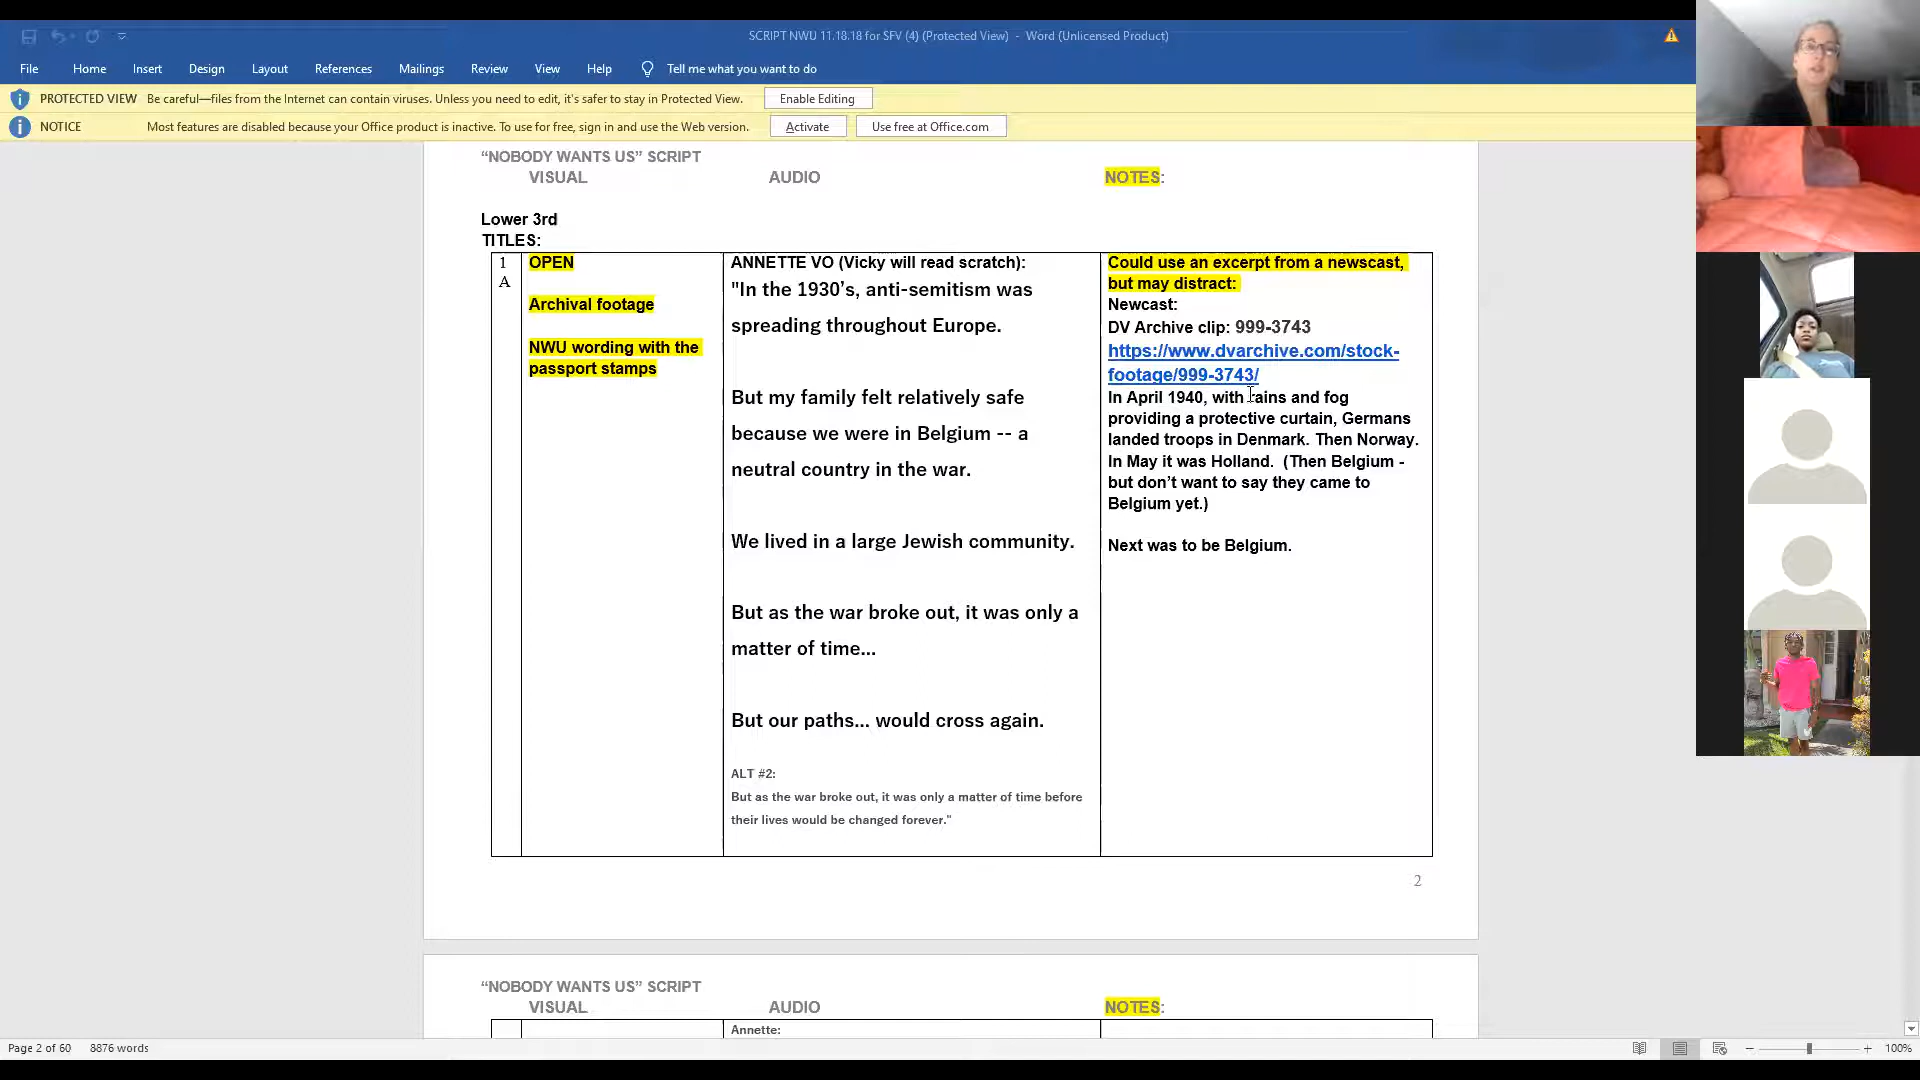 SCRIPT NWU 11.18.18 for SFV (4) (Protected View) - Word (Unlicensed Product)
File Home Insert Design Layout References Mailings Review View Help Tell me what you want to do
PROTECTED VIEW Be careful—files from the Internet can contain viruses. Unless you need to edit, it's safer to stay in Protected View. Enable Editing
NOTICE Most features are disabled because your Office product is inactive. To use for free, sign in and use the Web version. Activate Use free at Office.com
“NOBODY WANTS US” SCRIPT
VISUAL AUDIO NOTES:
Lower 3rd
TITLES:
1
A
OPEN
Archival footage
NWU wording with the
passport stamps
ANNETTE VO (Vicky will read scratch):
"In the 1930’s, anti-semitism was
spreading throughout Europe.
But my family felt relatively safe
because we were in Belgium -- a
neutral country in the war.
We lived in a large Jewish community.
But as the war broke out, it was only a
matter of time...
But our paths... would cross again.
ALT #2:
But as the war broke out, it was only a matter of time before
their lives would be changed forever."
Could use an excerpt from a newscast,
but may distract:
Newcast:
DV Archive clip: 999-3743
https://www.dvarchive.com/stock-
footage/999-3743/
In April 1940, with rains and fog
providing a protective curtain, Germans
landed troops in Denmark. Then Norway.
In May it was Holland. (Then Belgium -
but don’t want to say they came to
Belgium yet.)
Next was to be Belgium.
2
“NOBODY WANTS US” SCRIPT
VISUAL AUDIO NOTES:
Annette:
Page 2 of 60 8876 words 100%